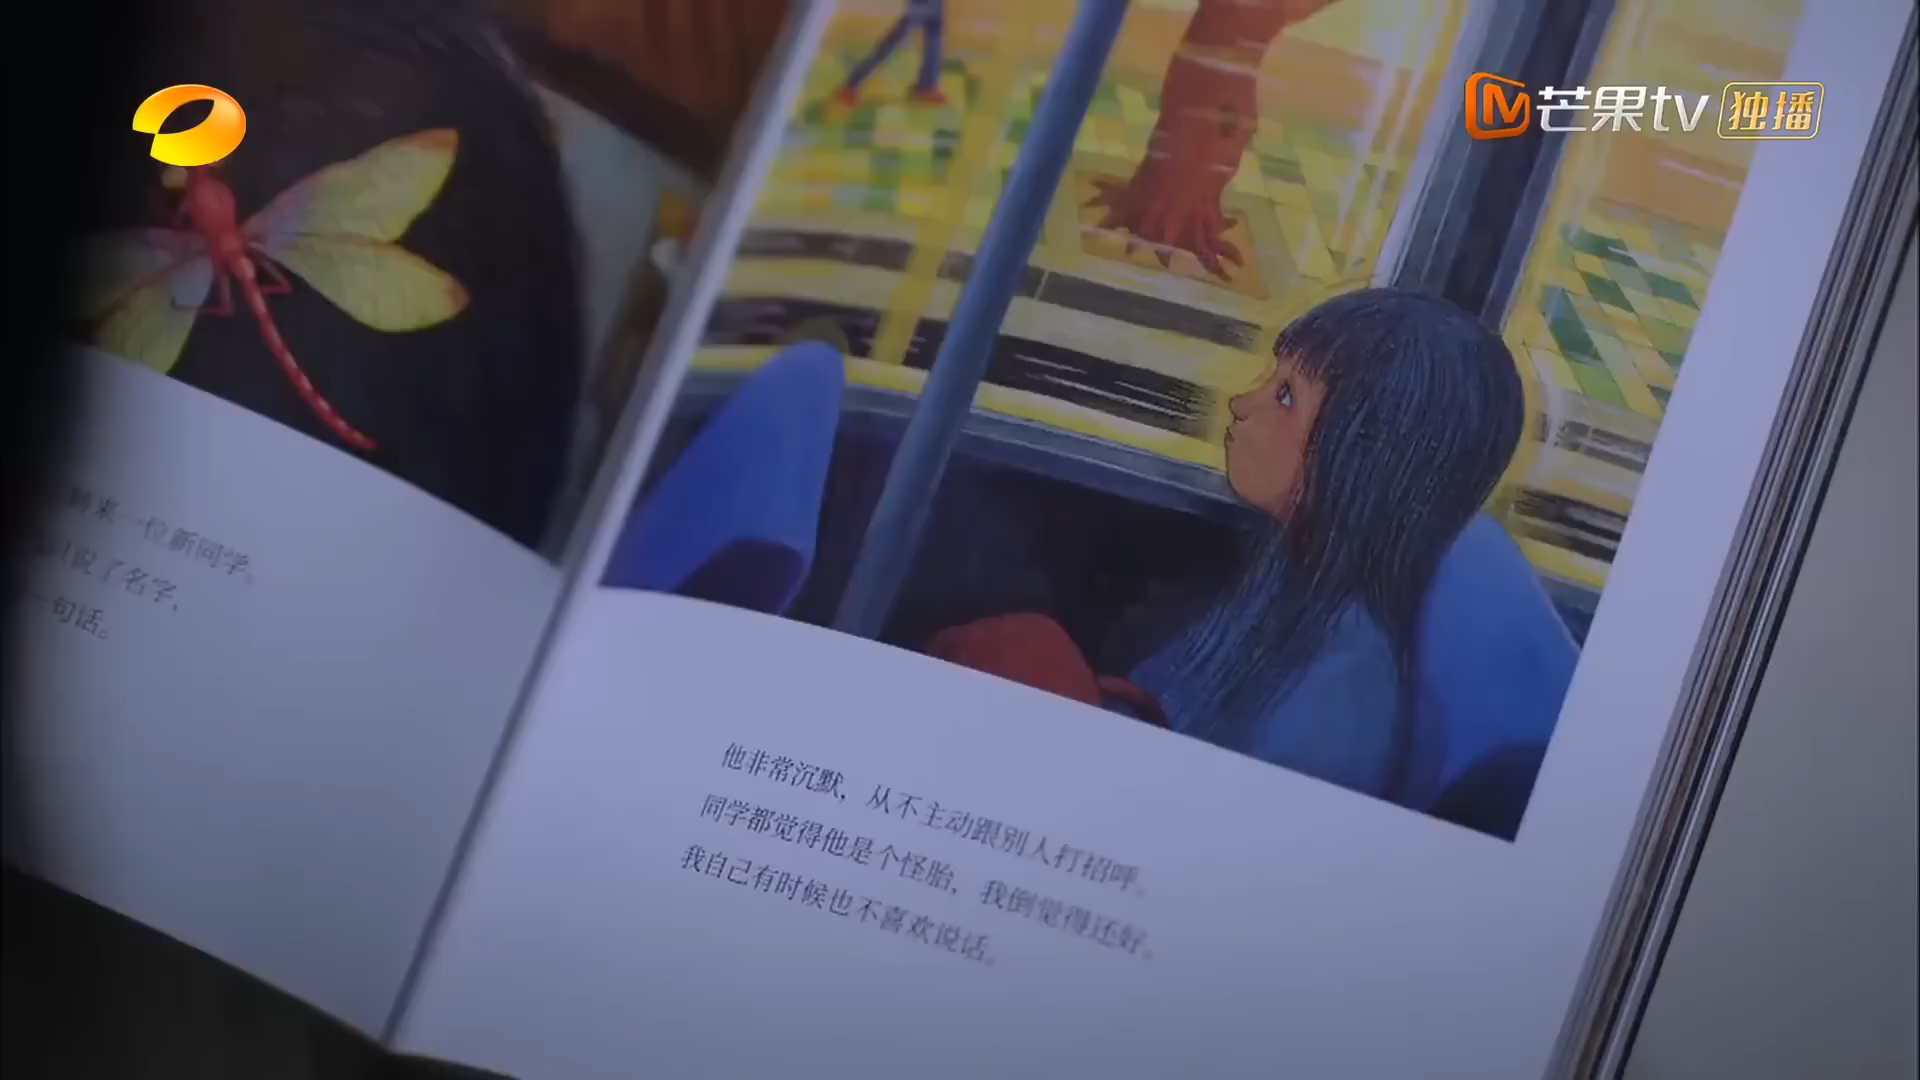 芒果tv 独播
转来一位新同学。
只说了名字，
一句话。
他非常沉默，从不主动跟别人打招呼。
同学都觉得他是个怪胎，我倒觉得还好。
我自己有时候也不喜欢说话。